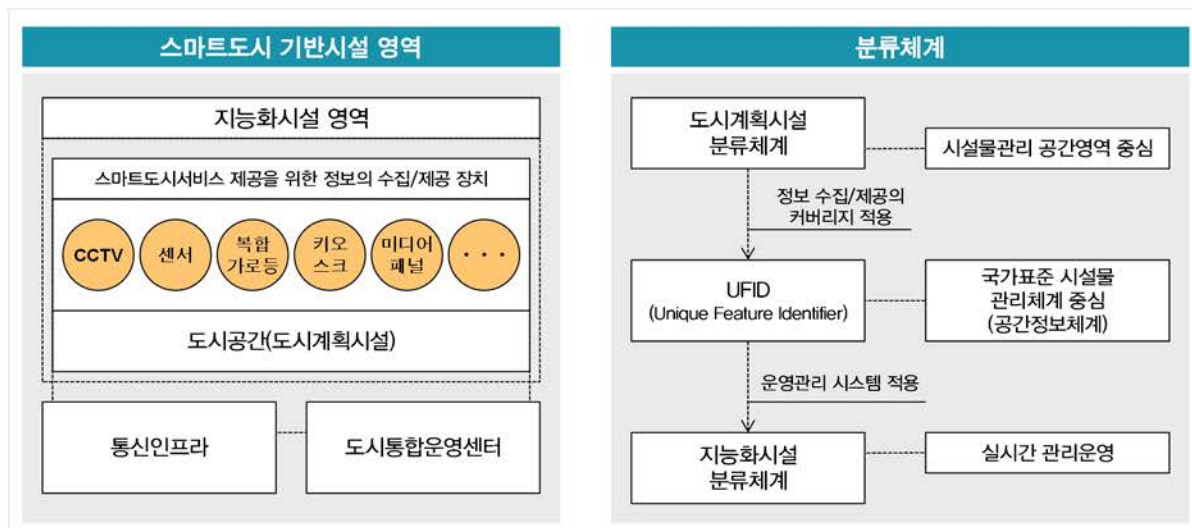 스마트도시 기반시설 영역
지능화시설 영역
스마트도시서비스 제공을 위한 정보의 수집/제공 장치
CCTV
센서
복합
가로등
키오
스크
미디어
패널
· · ·
도시공간(도시계획시설)
통신인프라
도시통합운영센터
분류체계
도시계획시설
분류체계
시설물관리 공간영역 중심
정보 수집/제공의
커버리지 적용
UFID
(Unique Feature Identifier)
국가표준 시설물
관리체계 중심
(공간정보체계)
운영관리 시스템 적용
지능화시설
분류체계
실시간 관리운영